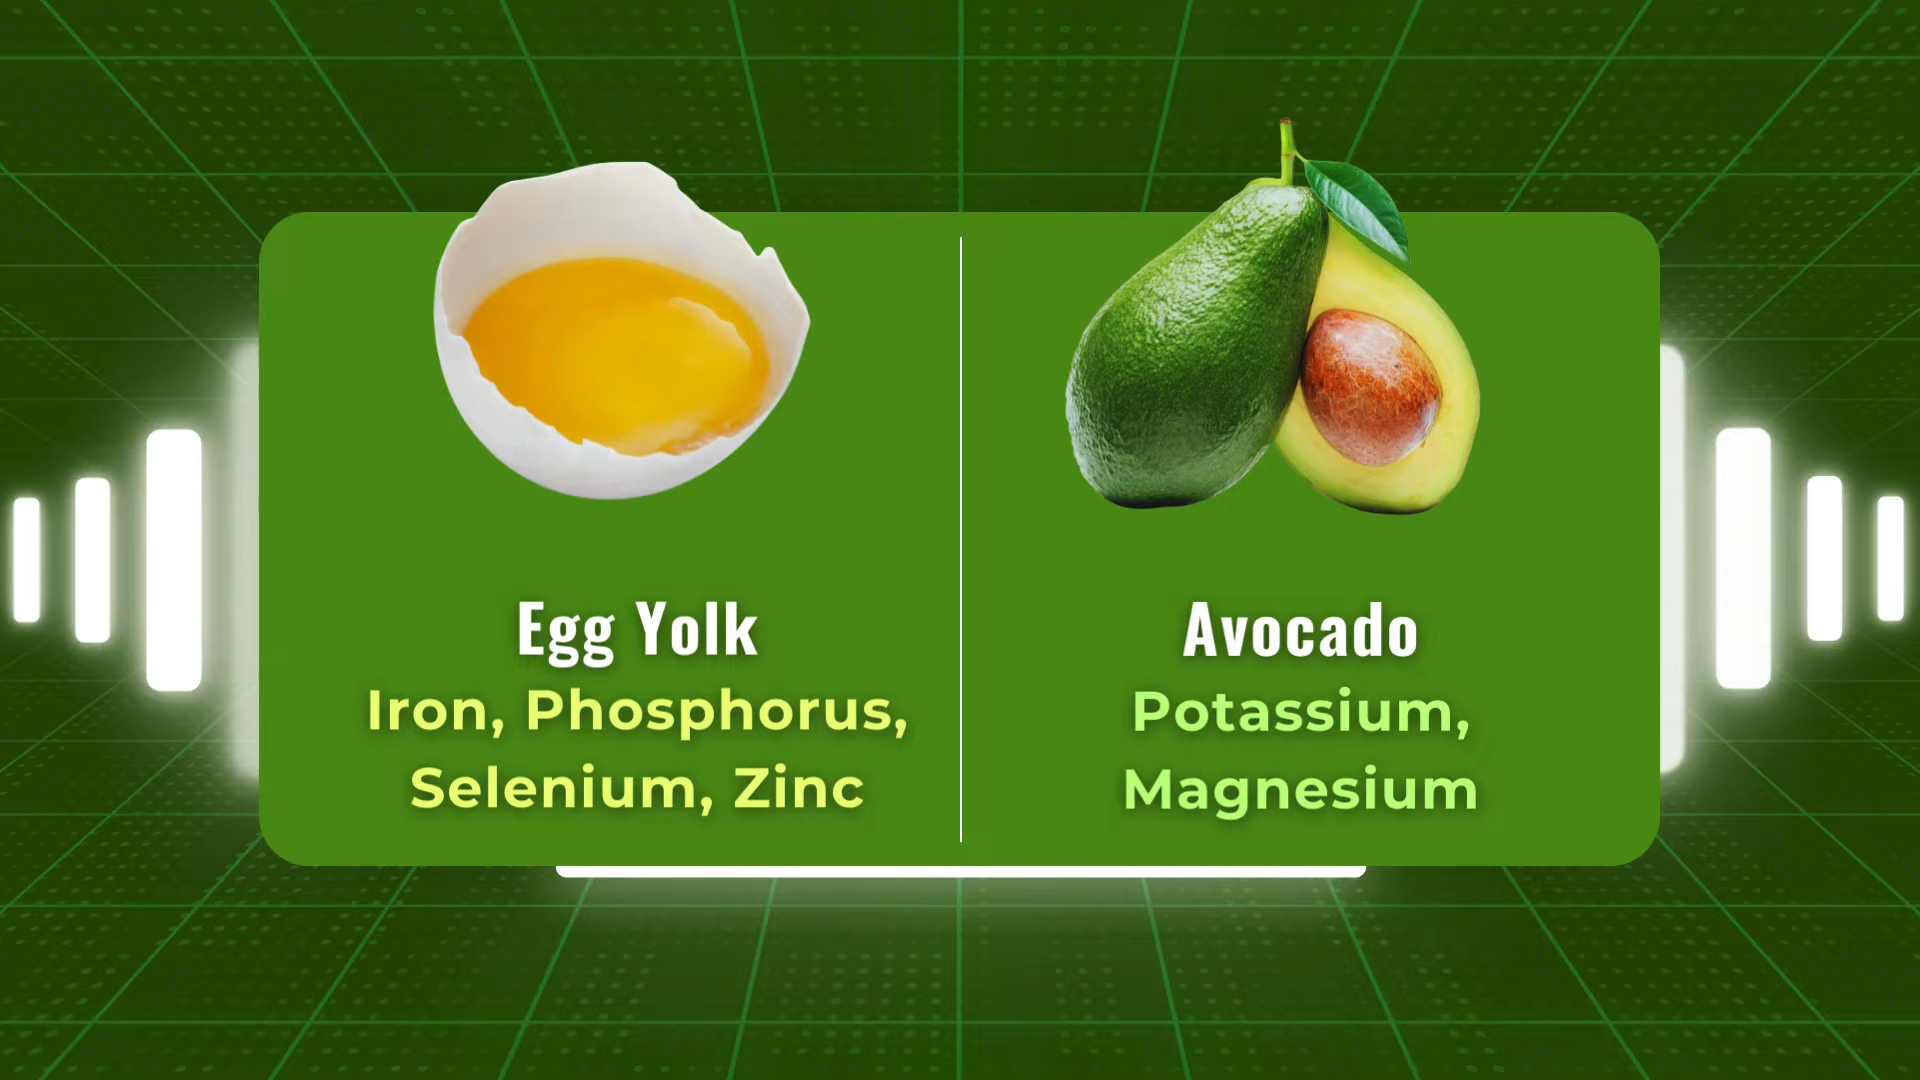 Egg Yolk
Iron, Phosphorus,
Selenium, Zinc
Avocado
Potassium,
Magnesium